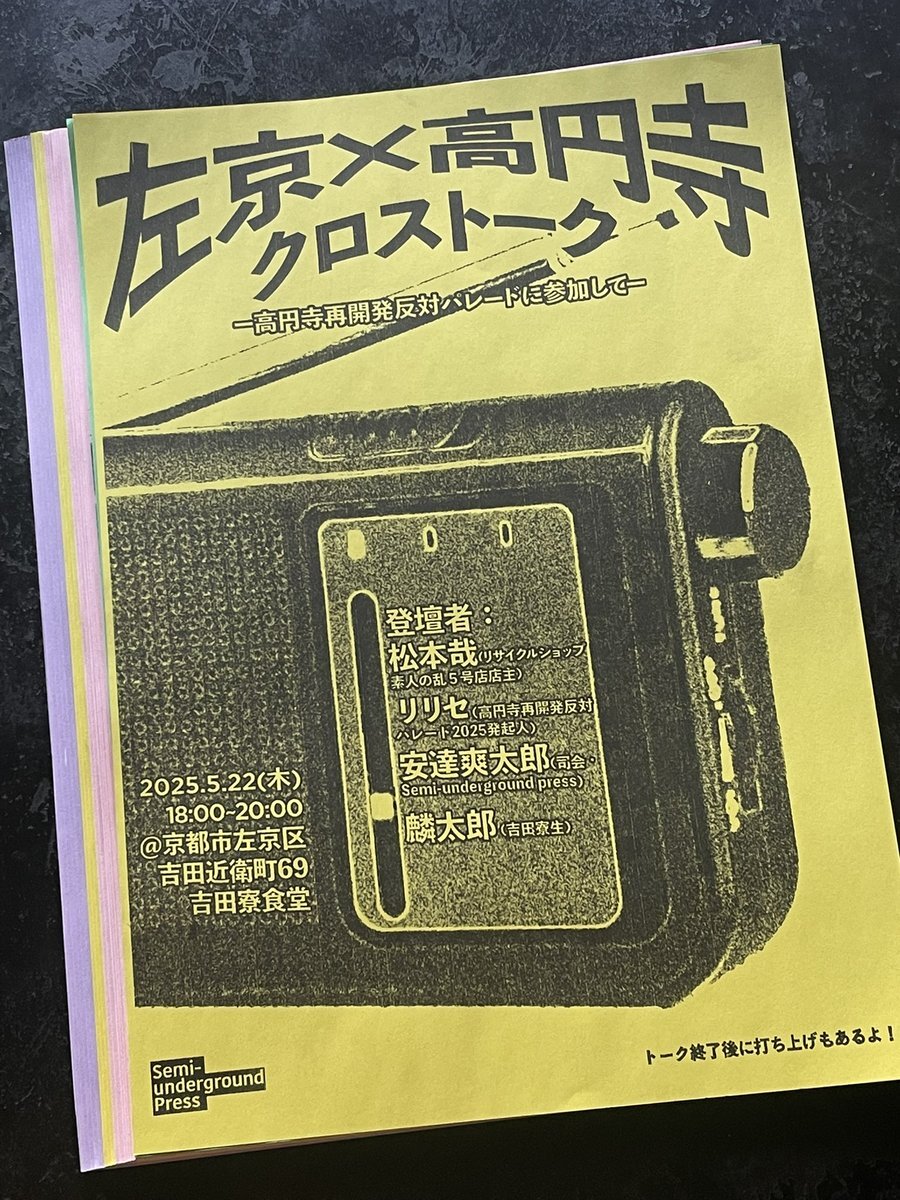 左京×高円寺
クロストーク
ー高円寺再開発反対パレードに参加してー
登壇者：
松本哉(リサイクルショップ
素人の乱5号店店主)
リリセ(高円寺再開発反対
パレード2025発起人)
安達爽太郎(司会・
Semi-underground press)
麟太郎(吉田寮生)
2025.5.22(木)
18:00~20:00
@京都市左京区
吉田近衛町69
吉田寮食堂
トーク終了後に打ち上げもあるよ！
Semi-
underground
Press